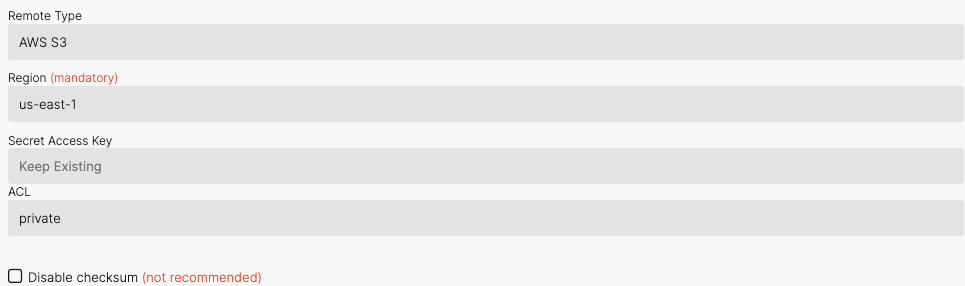 Remote Type
AWS S3
Region (mandatory)
us-east-1
Secret Access Key
Keep Existing
ACL
private
Disable checksum (not recommended)